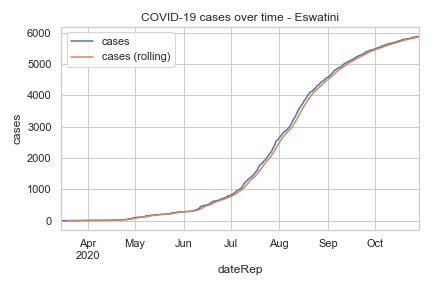 COVID-19 cases over time - Eswatini
cases
cases (rolling)
6000
5000
4000
3000
2000
1000
0
cases
Apr
2020
May
Jun
Jul
Aug
Sep
Oct
dateRep